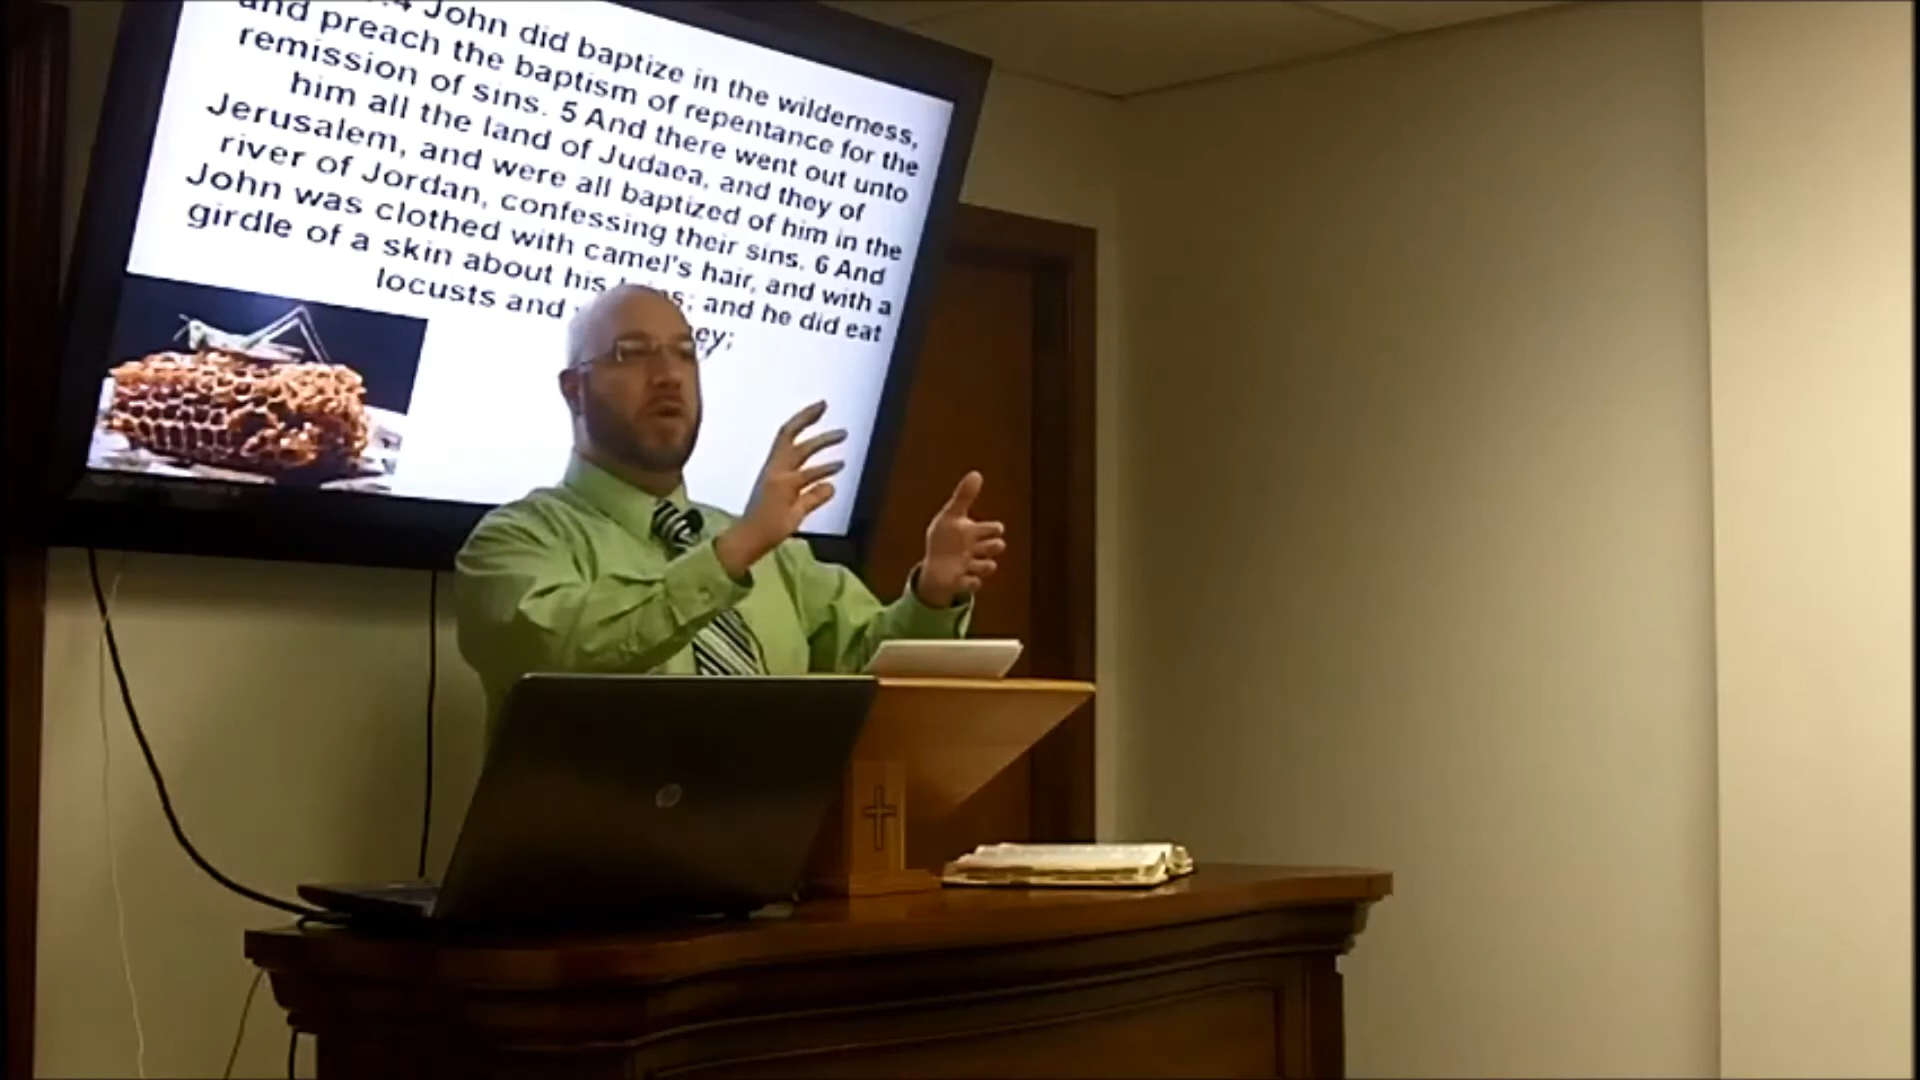 :4 John did baptize in the wilderness,
and preach the baptism of repentance for the
remission of sins. 5 And there went out unto
him all the land of Judaea, and they of
Jerusalem, and were all baptized of him in the
river of Jordan, confessing their sins. 6 And
John was clothed with camel's hair, and with a
girdle of a skin about his ; and he did eat
locusts and
hp